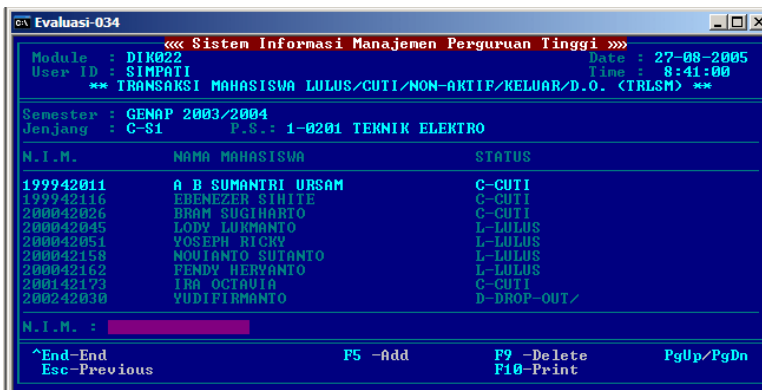 Evaluasi-034
««« Sistem Informasi Manajemen Perguruan Tinggi »»»
Module : DIK022 Date : 27-08-2005
User ID : SIMPATI Time : 8:41:00
** TRANSAKSI MAHASISWA LULUS/CUTI/NON-AKTIF/KELUAR/D.O. (TRLSM) **
Semester : GENAP 2003/2004
Jenjang : C-S1 P.S.: 1-0201 TEKNIK ELEKTRO
N.I.M. NAMA MAHASISWA STATUS
199942011 A B SUMANTRI URSAM C-CUTI
199942116 EBENEZER SIHITE C-CUTI
200042026 BRAM SUGIHARTO C-CUTI
200042045 LODY LUKMANTO L-LULUS
200042051 YOSEPH RICKY L-LULUS
200042158 NOVIANTO SUTANTO L-LULUS
200042162 FENDY HERYANTO L-LULUS
200142173 IRA OCTAVIA C-CUTI
200242030 YUDIFIRMANTO D-DROP-OUT/
N.I.M. :
^End-End F5 -Add F9 -Delete PgUp/PgDn
Esc-Previous F10-Print